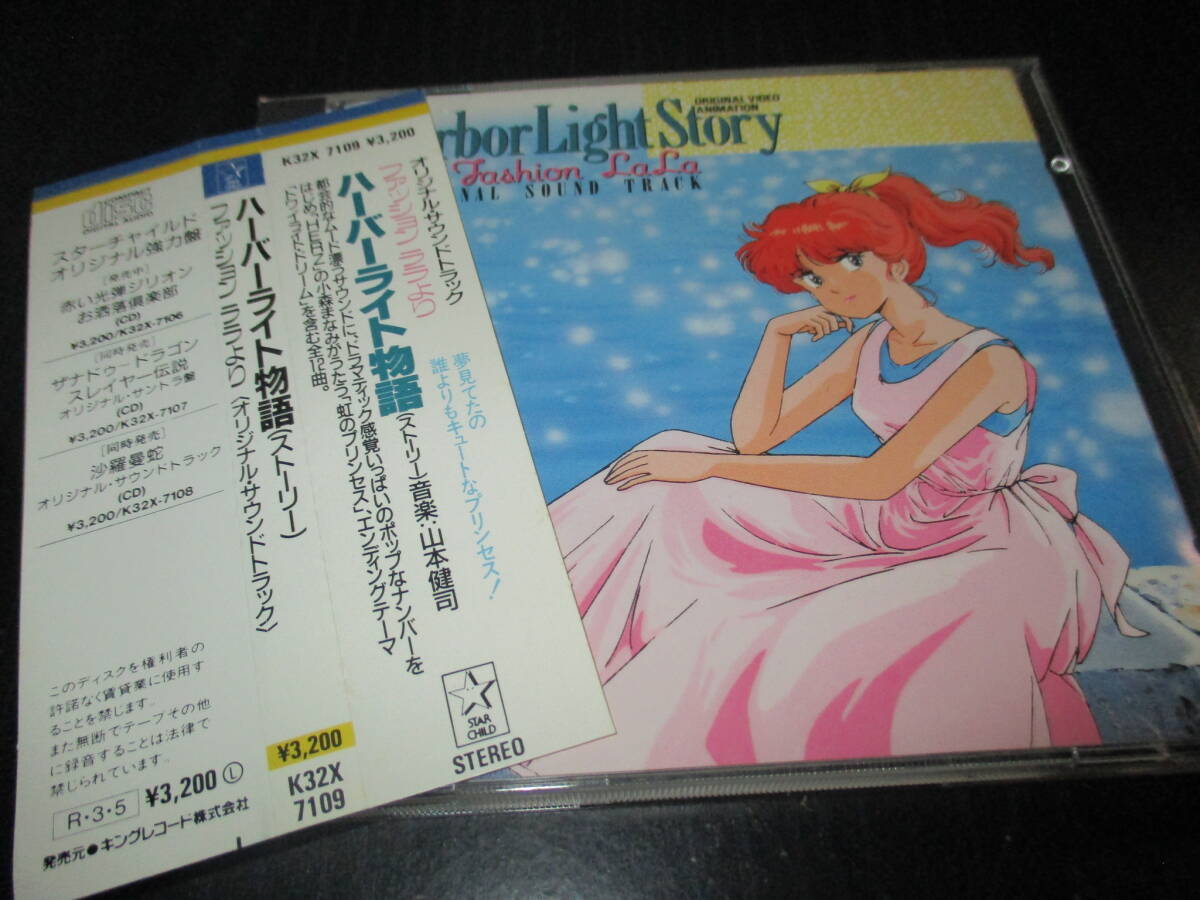 K32X 7109 ¥3,200
オリジナル・サウンドトラック
ファッション ララより
ハーバーライト物語(ストーリー)
音楽・山本健司
夢見てたの
誰よりもキュートなプリンセス!
都会的なムード漂うサウンドに、ドラマティック感覚いっぱいのポップなナンバーを
はじめ、“HERZ”の小森まなみがうたう、「虹のプリンセス」、エンディングテーマ
「トワイライトドリーム」を含む全12曲。
STAR
CHILD
STEREO
ハーバーライト物語(ストーリー)
ファッション ララより〈オリジナル・サウンドトラック〉
¥3,200
K32X
7109
COMPACT
disc
DIGITAL AUDIO
スターチャイルド
オリジナル強力盤
[発売中]
赤い光弾ジリオン
お洒落倶楽部
(CD)
¥3,200/K32X-7106
[同時発売]
ザナドゥ〜ドラゴン
スレイヤー伝説
オリジナル・サントラ盤
(CD)
¥3,200/K32X-7107
[同時発売]
沙羅曼蛇
オリジナル・サウンドトラック
(CD)
¥3,200/K32X-7108
このディスクを権利者の
許諾なく賃貸業に使用す
ることを禁じます。
また無断でテープその他
に録音することは法律で
禁じられています。
R・3・5 ¥3,200 Ⓛ
発売元●キングレコード株式会社
ORIGINAL VIDEO
ANIMATION
rbor Light Story
Fashion LaLa
NAL SOUND TRACK